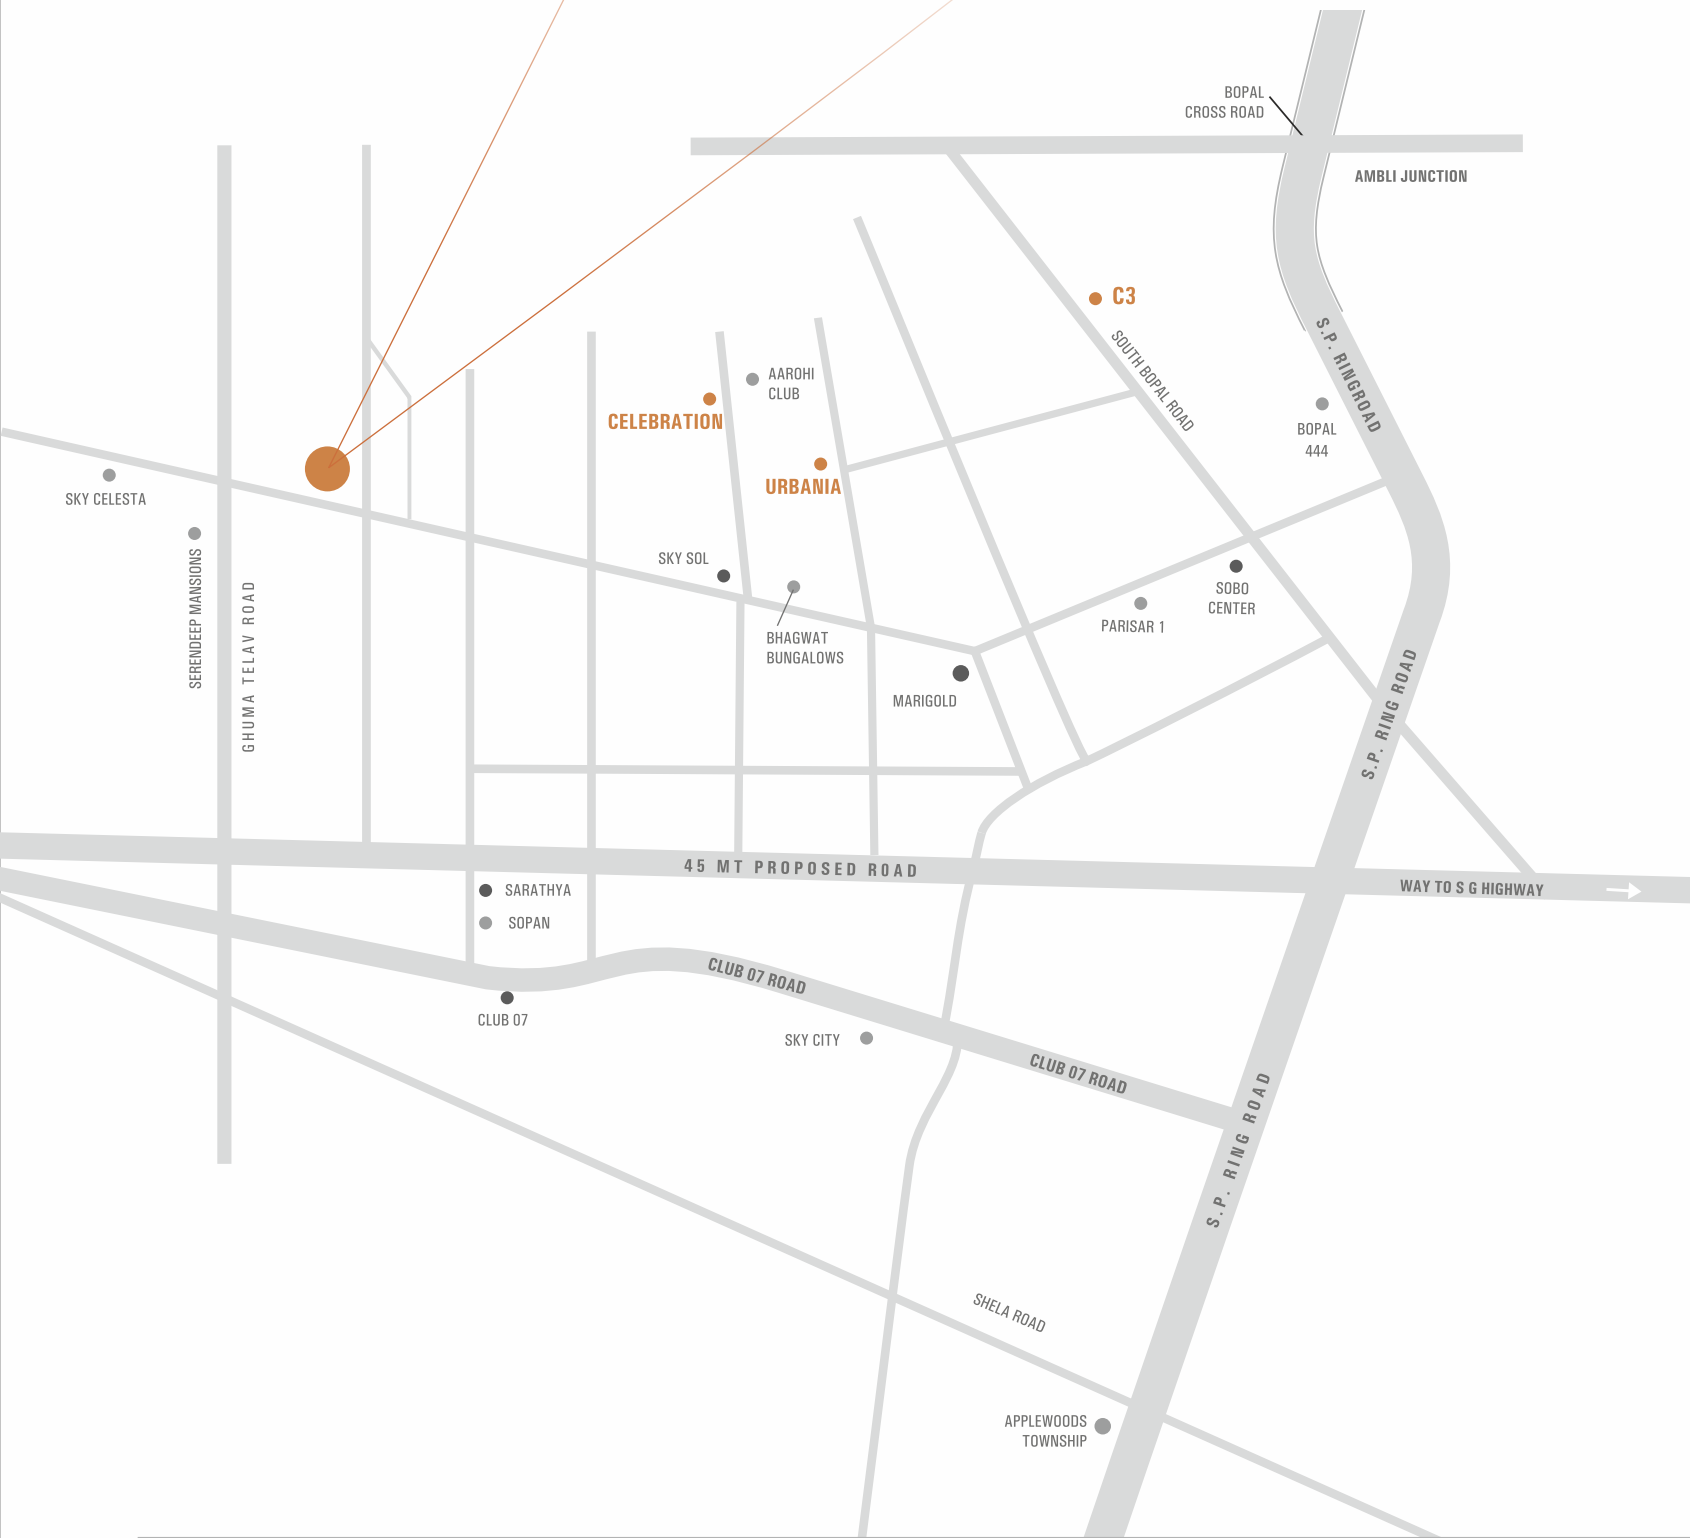 BOPAL
CROSS ROAD
AMBLI JUNCTION
C3
SOUTH BOPAL ROAD
S.P. RINGROAD
AAROHI
CLUB
CELEBRATION
BOPAL
444
URBANIA
SKY CELESTA
SERENDEEP MANSIONS
GHUMA TELAV ROAD
SKY SOL
BHAGWAT
BUNGALOWS
SOBO
CENTER
PARISAR 1
MARIGOLD
S.P. RING ROAD
45 MT PROPOSED ROAD
WAY TO S G HIGHWAY
SARATHYA
SOPAN
CLUB 07 ROAD
CLUB 07
SKY CITY
CLUB 07 ROAD
S.P. RING ROAD
SHELA ROAD
APPLEWOODS
TOWNSHIP